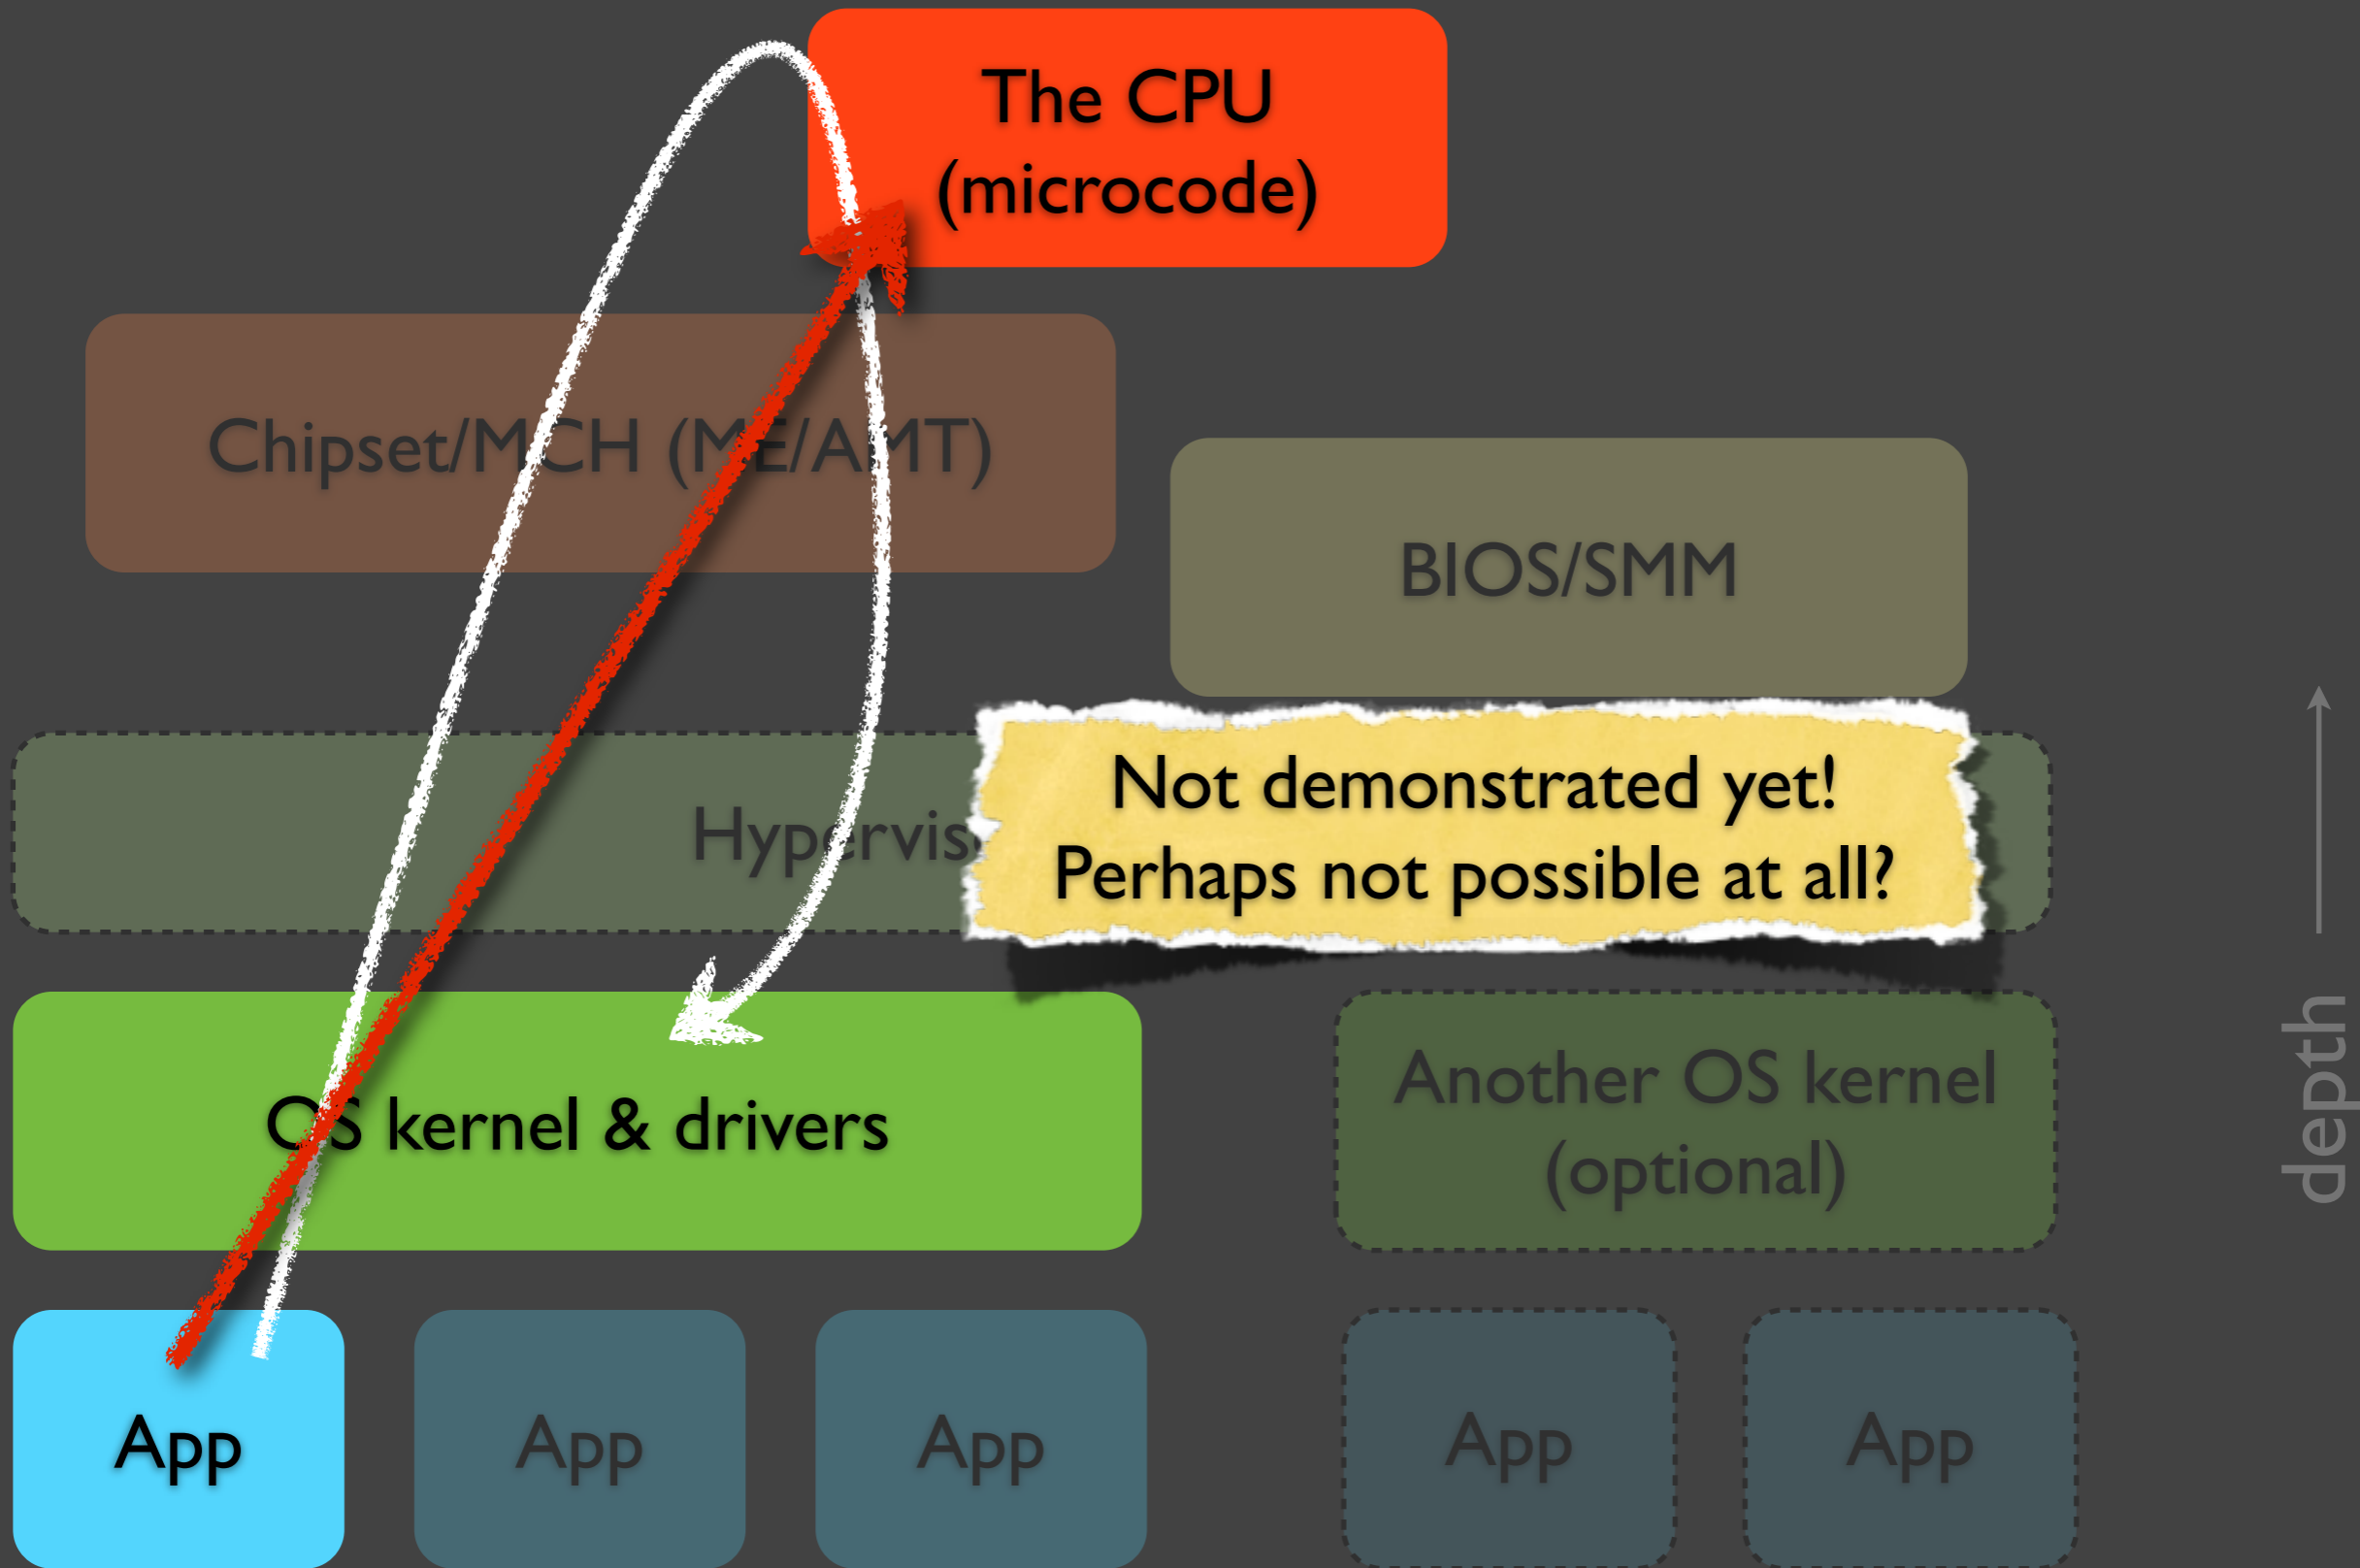 The CPU
(microcode)
Chipset/MCH (ME/AMT)
BIOS/SMM
Not demonstrated yet!
Perhaps not possible at all?
OS kernel & drivers
Another OS kernel
(optional)
depth
App
App
App
App
App